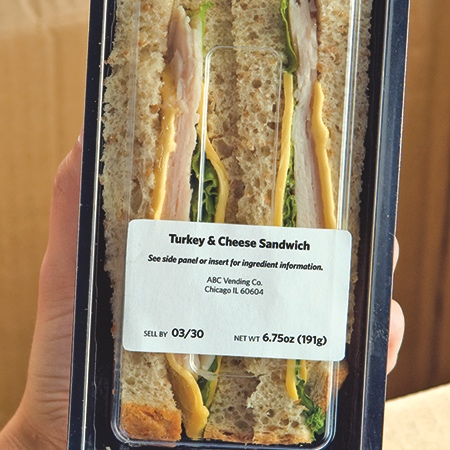 Turkey & Cheese Sandwich
See side panel or insert for ingredient information.
ABC Vending Co.
Chicago IL 60604
SELL BY 03/30 NET WT 6.75oz (191g)